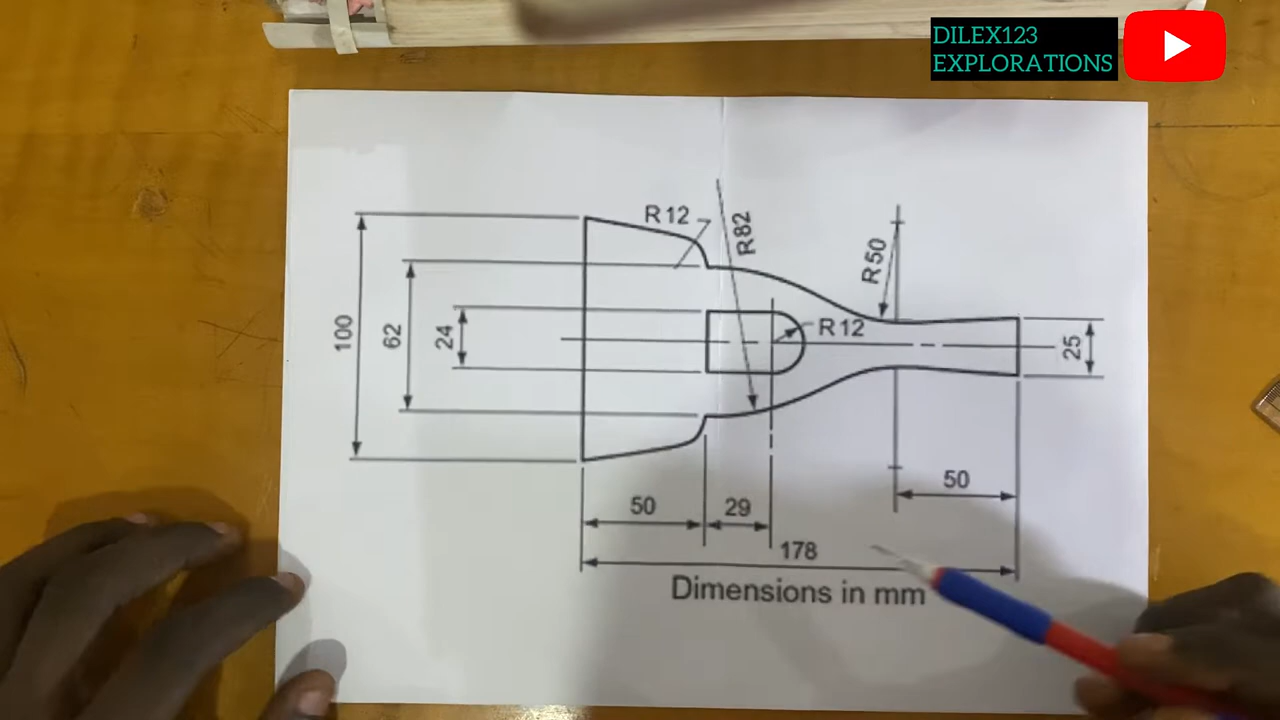 DILEX123
EXPLORATIONS
R12
R82
R50
100
62
24
R12
25
50
29
50
178
Dimensions in mm